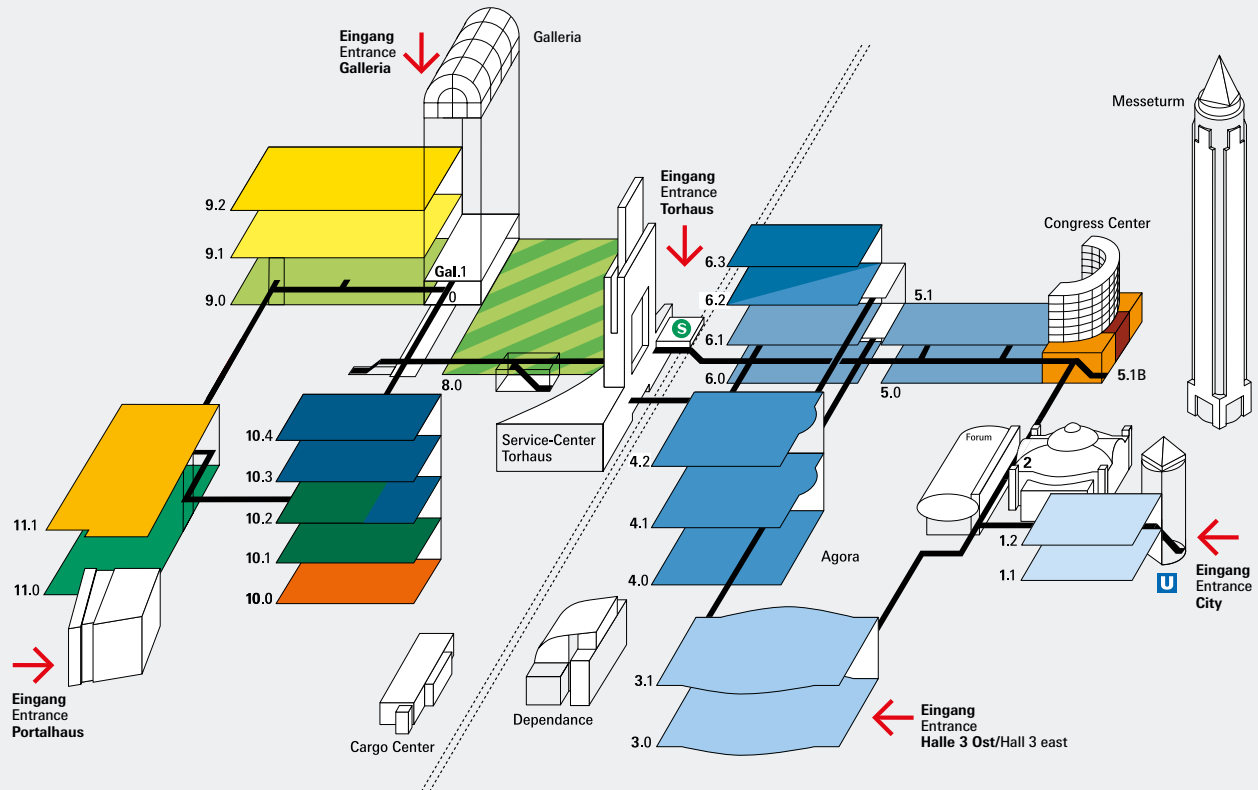 Eingang
Entrance
Galleria
Galleria
Messeturm
Eingang
Entrance
Torhaus
Congress Center
9.2
9.1
9.0
Gal.1
0
S
6.3
6.2
6.1
6.0
5.1
5.0
5.1B
8.0
Service-Center
Torhaus
4.2
4.1
4.0
Agora
Forum
2
1.2
1.1
U
Eingang
Entrance
City
10.4
10.3
10.2
10.1
10.0
11.1
11.0
Eingang
Entrance
Portalhaus
Cargo Center
Dependance
3.1
3.0
Eingang
Entrance
Halle 3 Ost/Hall 3 east